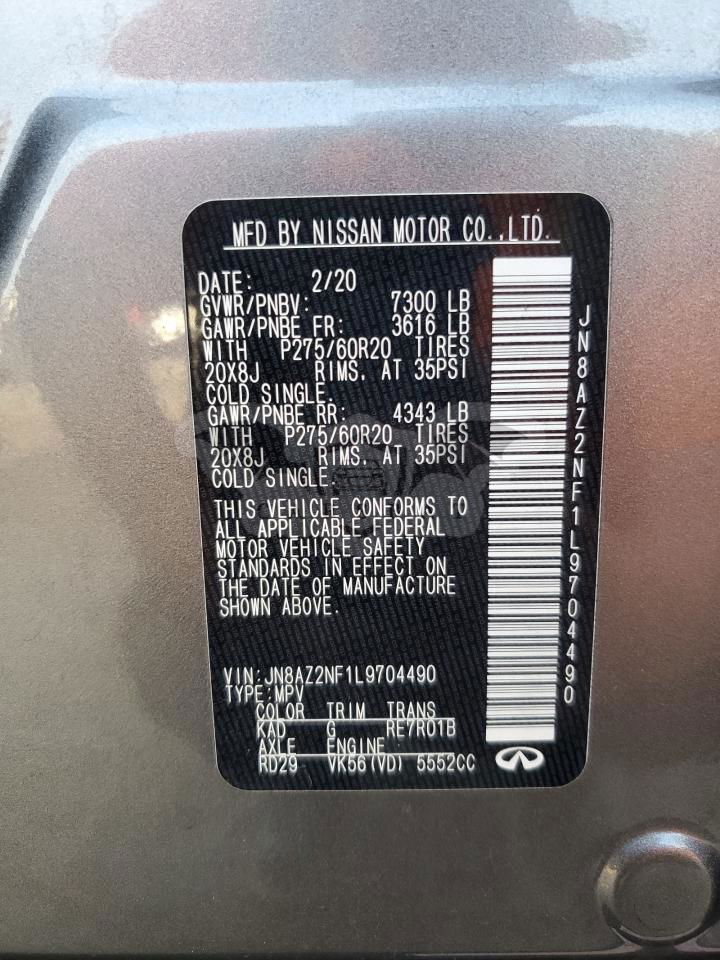 MFD BY NISSAN MOTOR CO.,LTD.
DATE: 2/20
GVWR/PNBV: 7300 LB
GAWR/PNBE FR: 3616 LB
WITH P275/60R20 TIRES
20X8J RIMS, AT 35PSI
COLD SINGLE.
GAWR/PNBE RR: 4343 LB
WITH P275/60R20 TIRES
20X8J RIMS, AT 35PSI
COLD SINGLE.
THIS VEHICLE CONFORMS TO
ALL APPLICABLE FEDERAL
MOTOR VEHICLE SAFETY
STANDARDS IN EFFECT ON
THE DATE OF MANUFACTURE
SHOWN ABOVE.
VIN:JN8AZ2NF1L9704490
TYPE:MPV
COLOR TRIM TRANS
KAD G RE7R01B
AXLE ENGINE
RD29 VK56(VD) 5552CC
JN8AZ2NF1L9704490